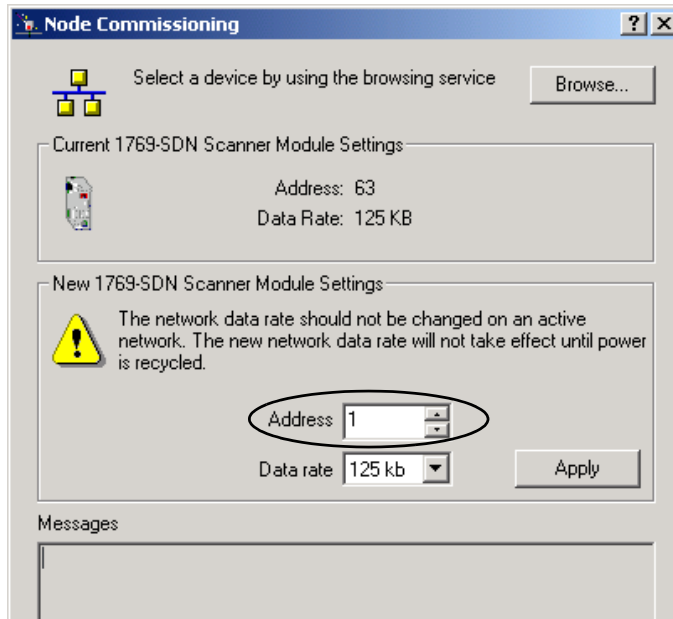 Node Commissioning
Select a device by using the browsing service
Browse...
Current 1769-SDN Scanner Module Settings
Address: 63
Data Rate: 125 KB
New 1769-SDN Scanner Module Settings
The network data rate should not be changed on an active
network. The new network data rate will not take effect until power
is recycled.
Address 1
Data rate 125 kb
Apply
Messages